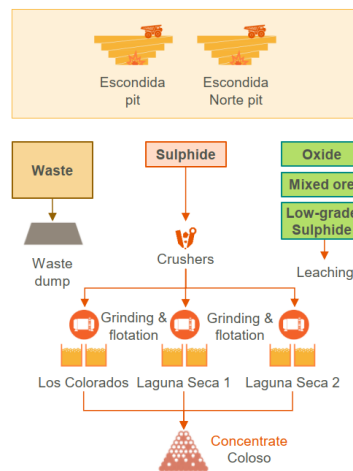 Escondida
pit
Escondida
Norte pit
Waste
Sulphide
Oxide
Mixed ore
Low-grade
Sulphide
Waste
dump
Crushers
Leaching
Grinding &
flotation
Grinding &
flotation
Los Colorados
Laguna Seca 1
Laguna Seca 2
Concentrate
Coloso